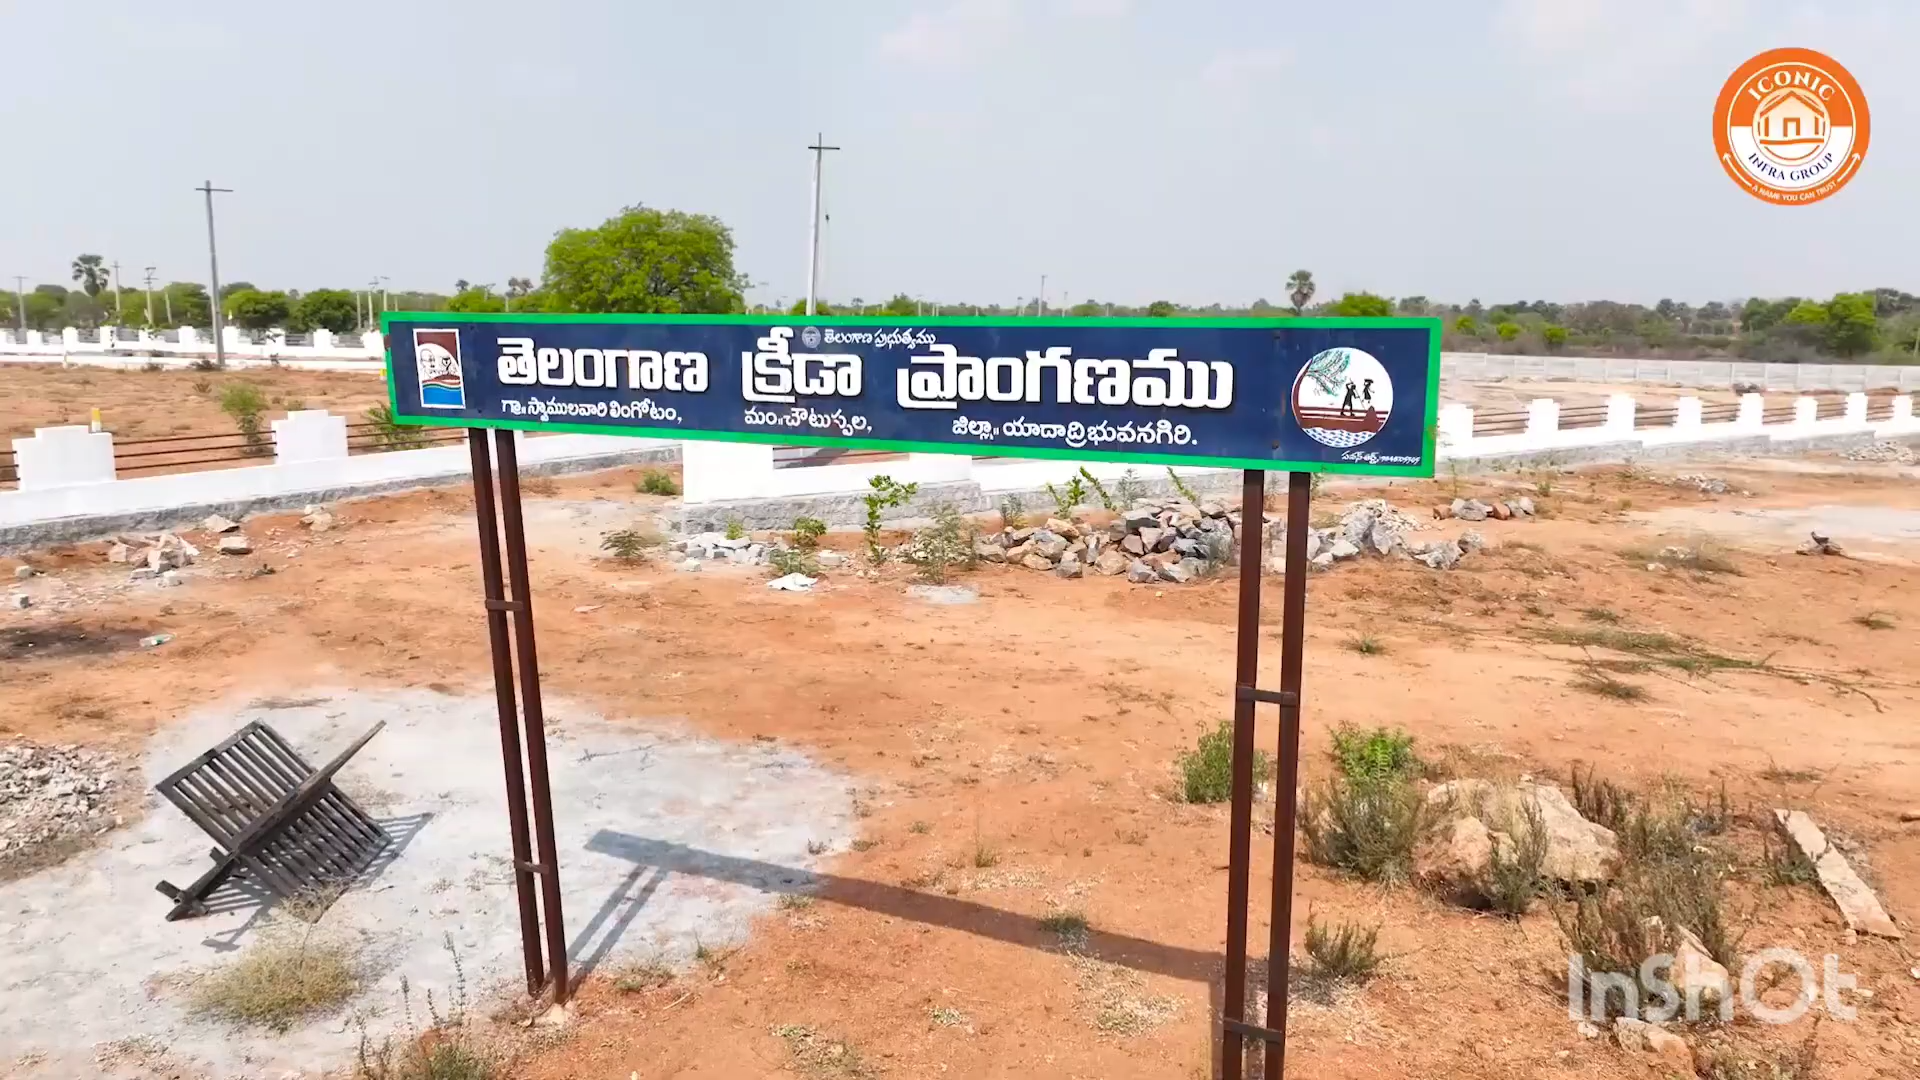 ICONIC
INFRA GROUP
A NAME YOU CAN TRUST
తెలంగాణ ప్రభుత్వము
తెలంగాణ క్రీడా ప్రాంగణము
గ్రా॥ స్వాములవారి లింగోటం, మం॥చౌటుప్పల, జిల్లా॥ యాదాద్రిభువనగిరి.
InShOt